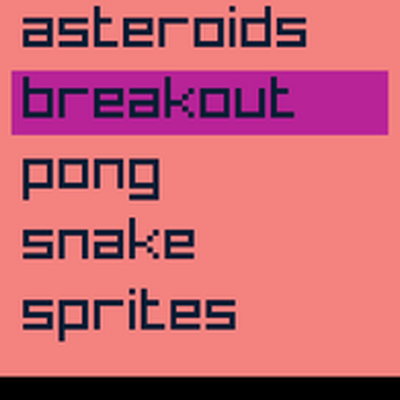 asteroids
breakout
pong
snake
sprites